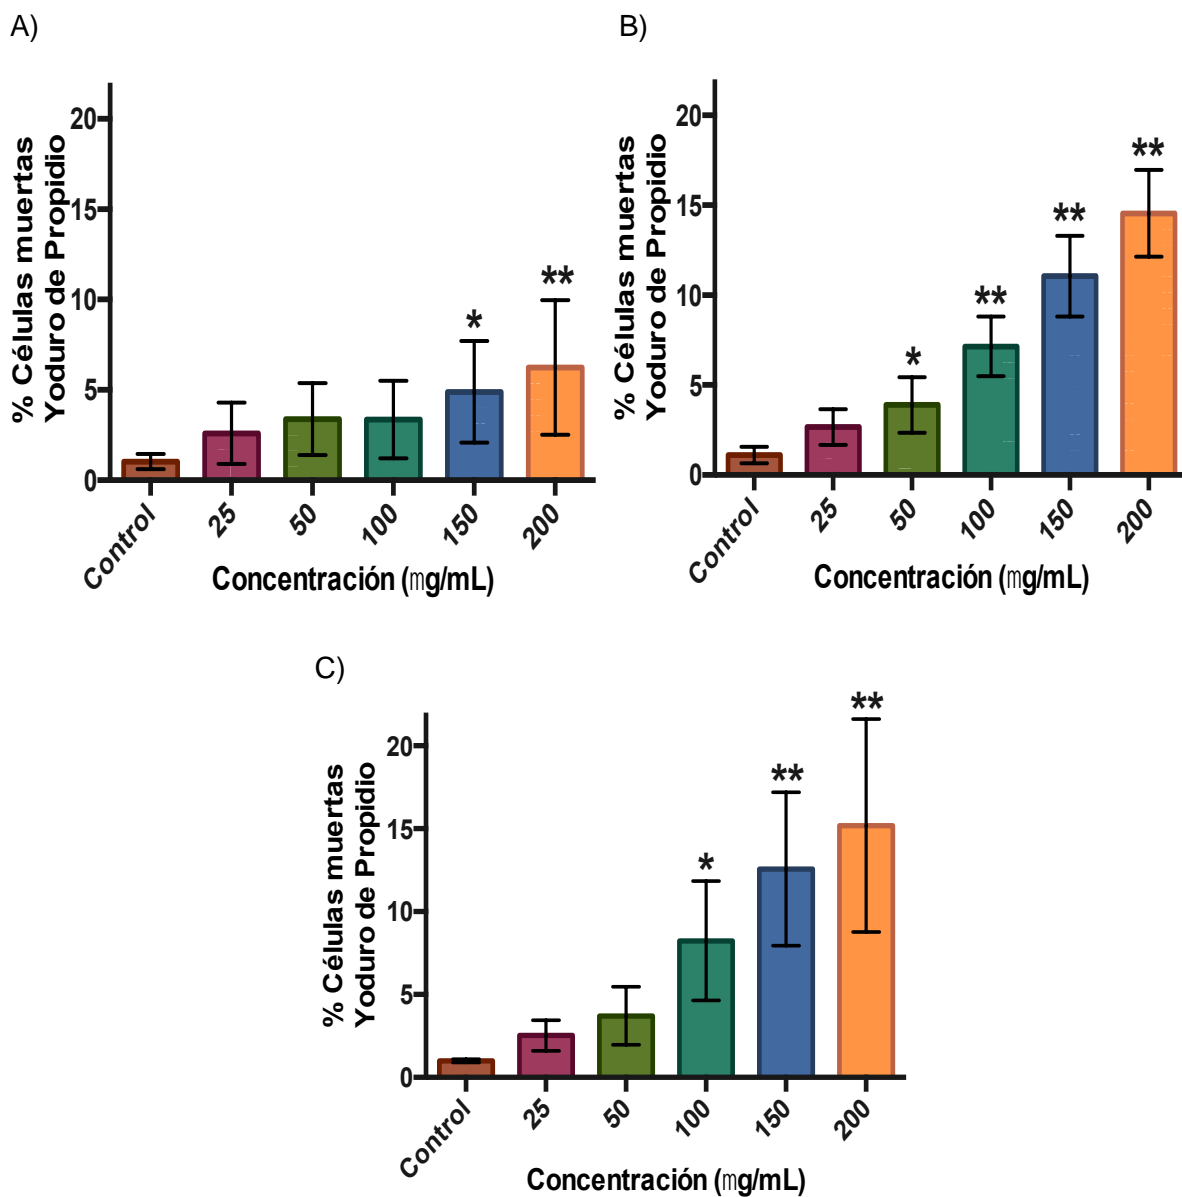 A)
% Células muertas
Yoduro de Propidio
20
15
10
5
0
*
**
Control
25
50
100
150
200
Concentración (mg/mL)
B)
% Células muertas
Yoduro de Propidio
20
15
10
5
0
*
**
**
**
Control
25
50
100
150
200
Concentración (mg/mL)
C)
% Células muertas
Yoduro de Propidio
20
15
10
5
0
*
**
**
Control
25
50
100
150
200
Concentración (mg/mL)